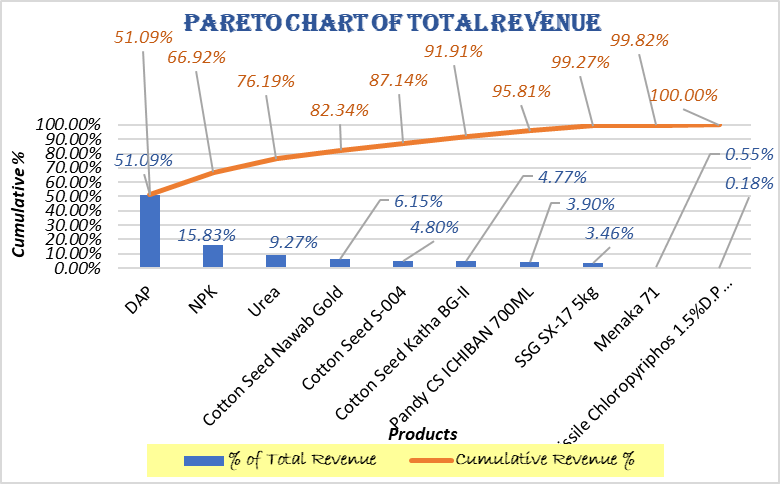 PARETO CHART OF TOTAL REVENUE
51.09%
66.92%
76.19%
82.34%
87.14%
91.91%
95.81%
99.27%
99.82%
100.00%
Cumulative %
100.00%
90.00%
80.00%
70.00%
60.00%
50.00%
40.00%
30.00%
20.00%
10.00%
0.00%
51.09%
15.83%
9.27%
6.15%
4.80%
4.77%
3.90%
3.46%
0.55%
0.18%
DAP
NPK
Urea
Cotton Seed Nawab Gold
Cotton Seed S-004
Cotton Seed Katha BG-II
Pandy CS ICHIBAN 700ML
SSG SX-17 5kg
Menaka 71
Chloropyriphos 1.5%D.P...
Products
% of Total Revenue
Cumulative Revenue %